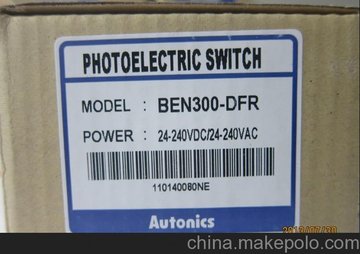 PHOTOELECTRIC SWITCH
MODEL : BEN300-DFR
POWER : 24-240VDC/24-240VAC
110140080NE
Autonics
china.makepolo.com